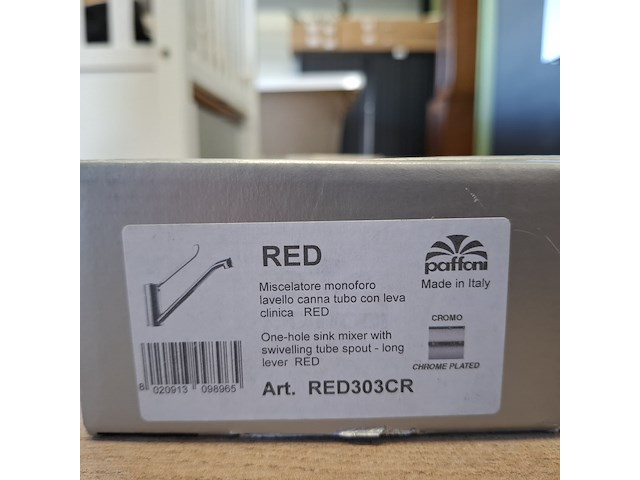 RED
Miscelatore monoforo
lavello canna tubo con leva
clinica RED
One-hole sink mixer with
swivelling tube spout - long
lever RED
Art. RED303CR
paffoni
Made in Italy
CROMO
CHROME PLATED
8 020913 098965